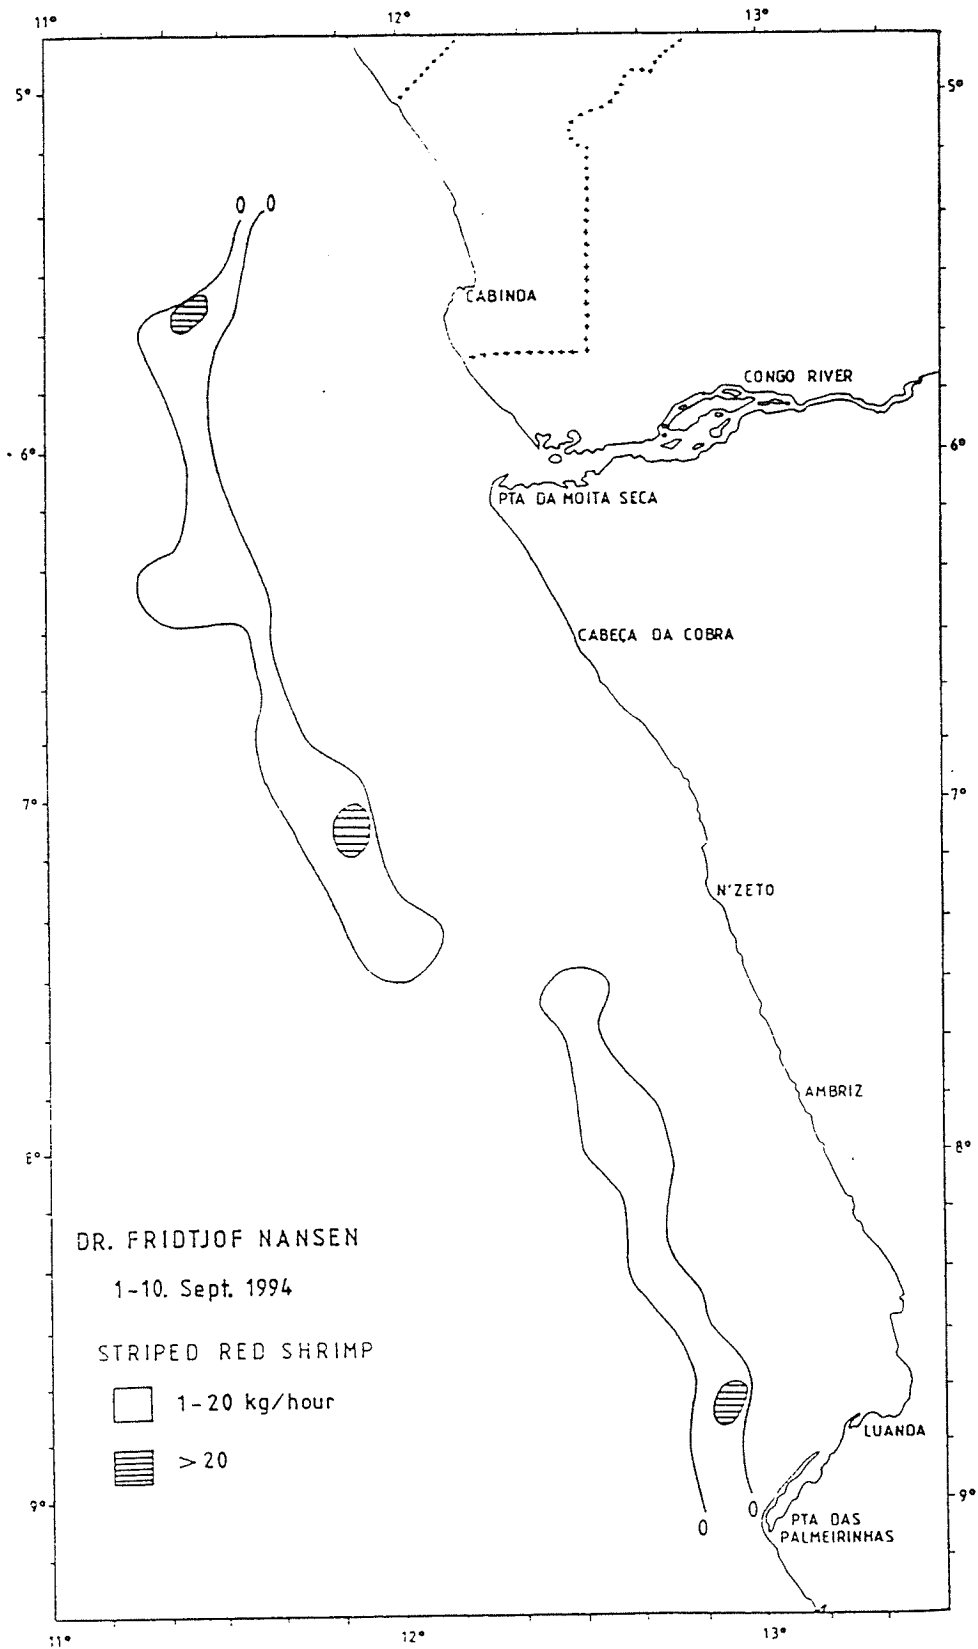 11° 12° 13°
5° 5°
0 0
CABINDA
CONGO RIVER
6° 6°
PTA DA MOITA SECA
CABEÇA DA COBRA
7° 7°
N'ZETO
AMBRIZ
8° 8°
DR. FRIDTJOF NANSEN
1-10. Sept. 1994
STRIPED RED SHRIMP
1-20 kg/hour
>20
LUANDA
9° 9°
0 0
PTA DAS
PALMEIRINHAS
11° 12° 13°